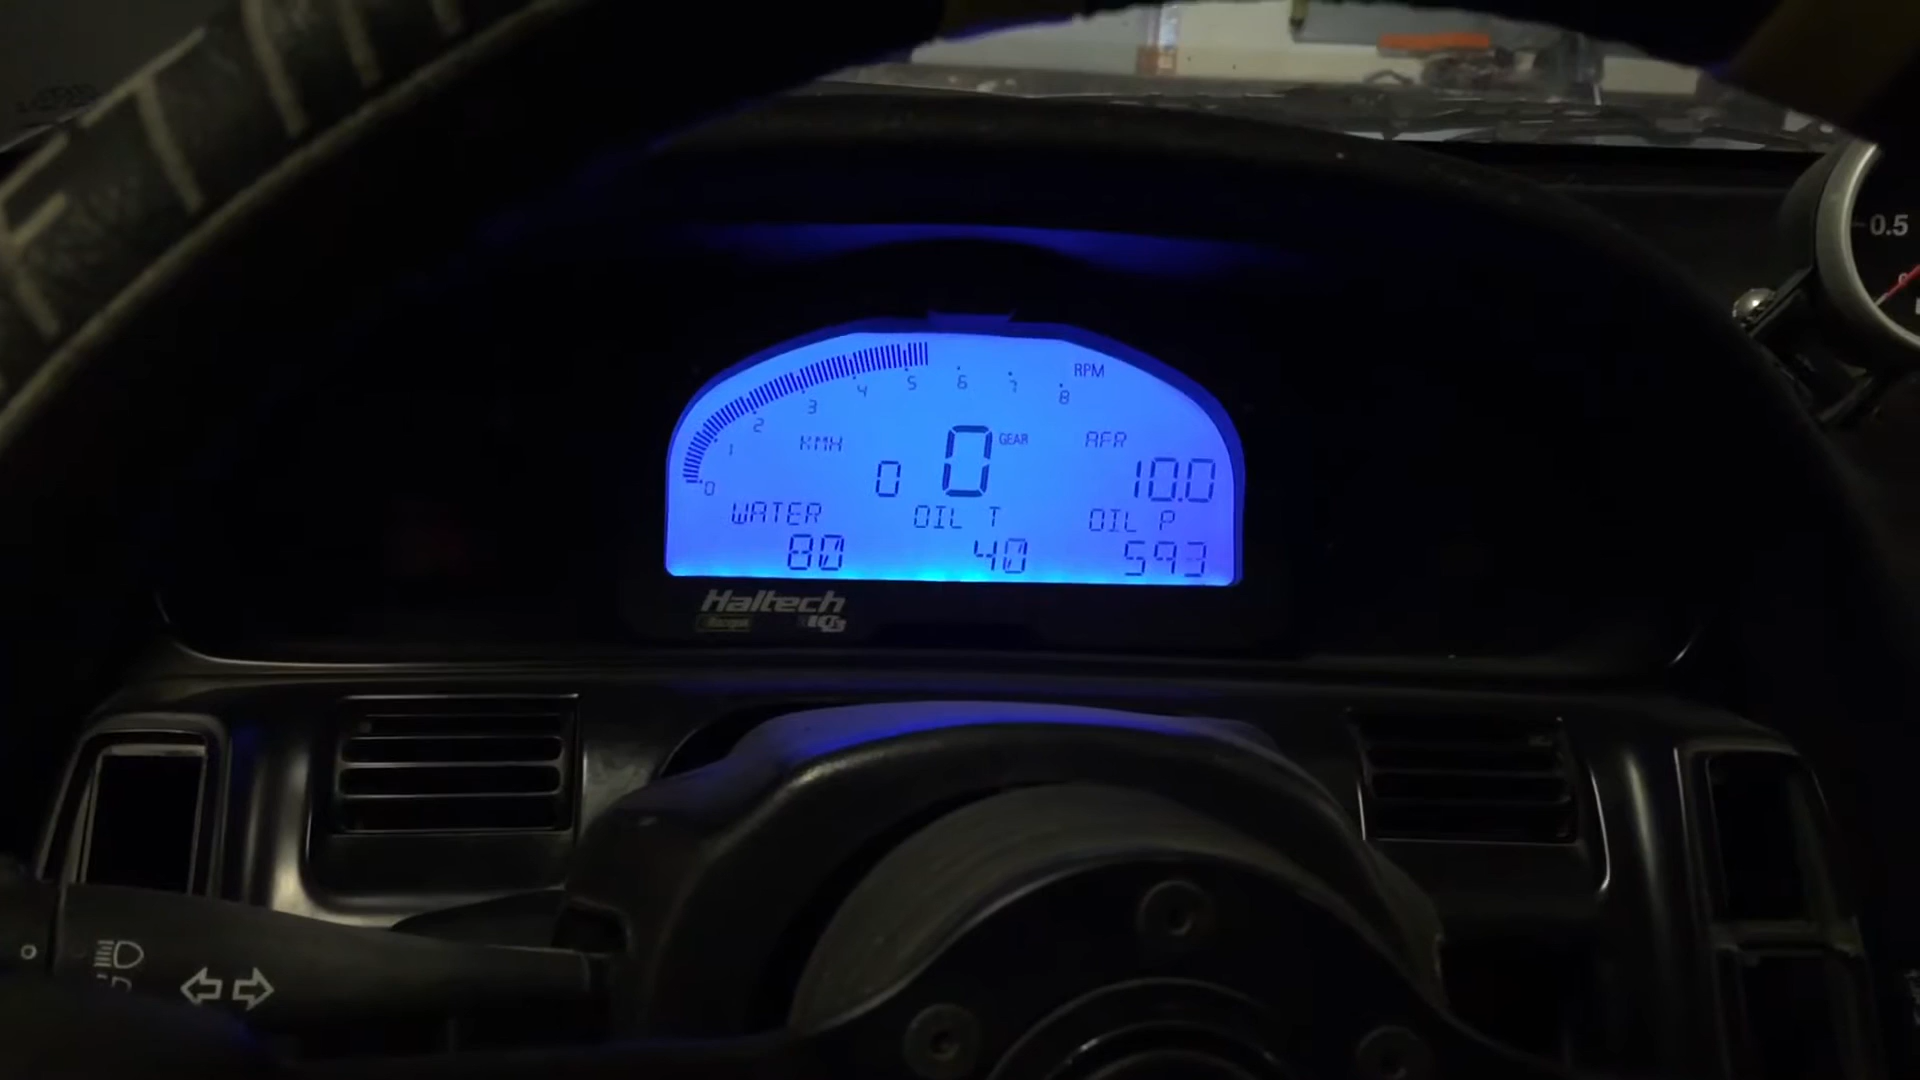 0.5
RPM
0 1 2 3 4 5 6 7 8
KMH
0
0 GEAR
AFR
10.0
WATER
80
OIL T
40
OIL P
593
Haltech
IQ3